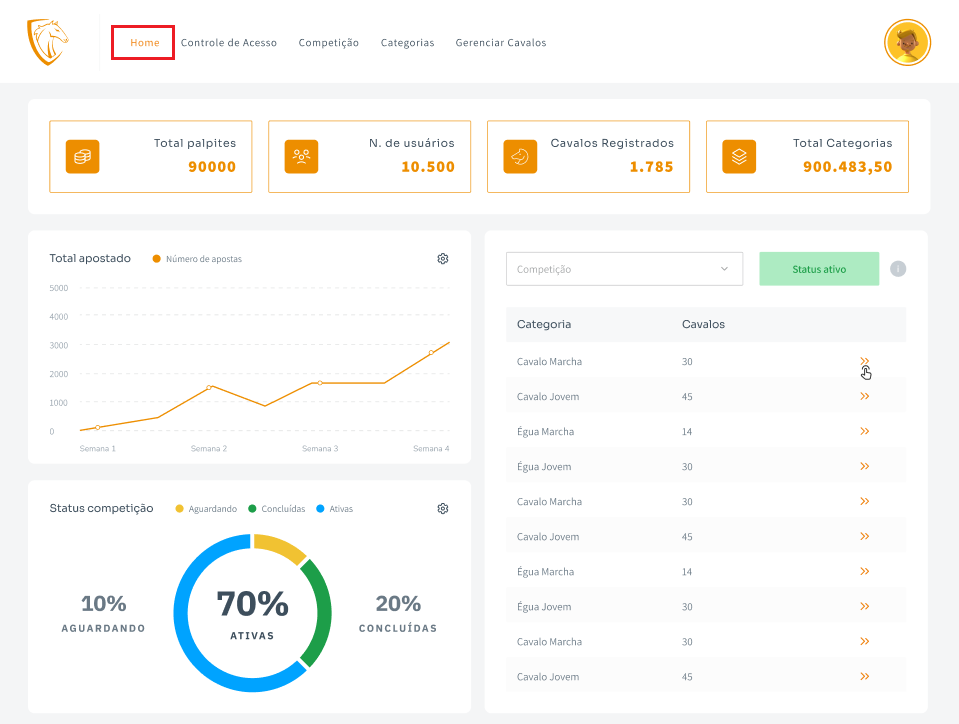 Home Controle de Acesso Competição Categorias Gerenciar Cavalos
Total palpites
90000
N. de usuários
10.500
Cavalos Registrados
1.785
Total Categorias
900.483,50
Total apostado Número de apostas
5000
4000
3000
2000
1000
0
Semana 1 Semana 2 Semana 3 Semana 4
Status competição Aguardando Concluídas Ativas
10%
AGUARDANDO
70%
ATIVAS
20%
CONCLUÍDAS
Competição Status ativo i
Categoria Cavalos
Cavalo Marcha 30
Cavalo Jovem 45
Égua Marcha 14
Égua Jovem 30
Cavalo Marcha 30
Cavalo Jovem 45
Égua Marcha 14
Égua Jovem 30
Cavalo Marcha 30
Cavalo Jovem 45